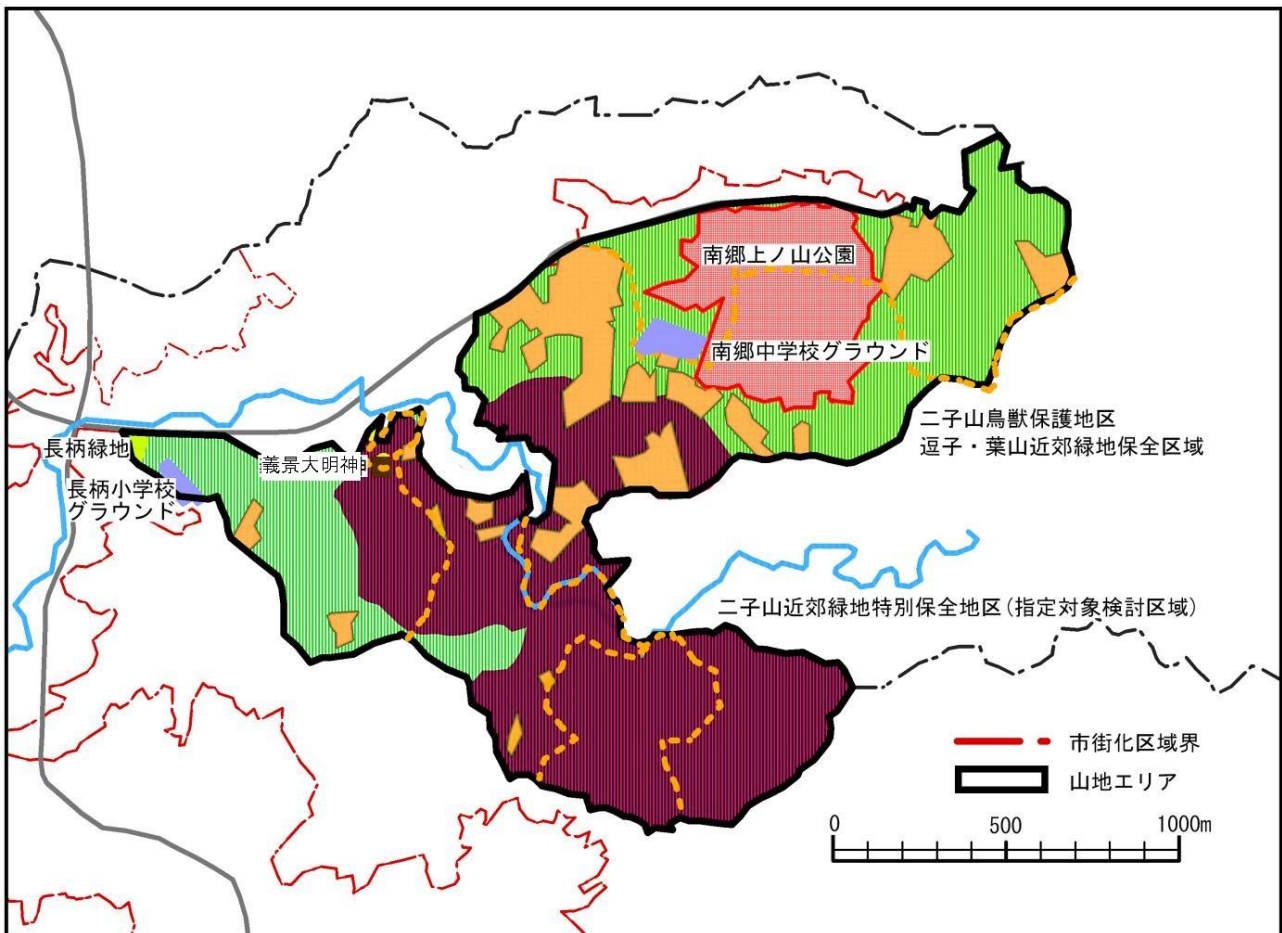 南郷上ノ山公園
南郷中学校グラウンド
二子山鳥獣保護地区
逗子・葉山近郊緑地保全区域
長柄緑地
義景大明神
長柄小学校
グラウンド
二子山近郊緑地特別保全地区(指定対象検討区域)
市街化区域界
山地エリア
0 500 1000m